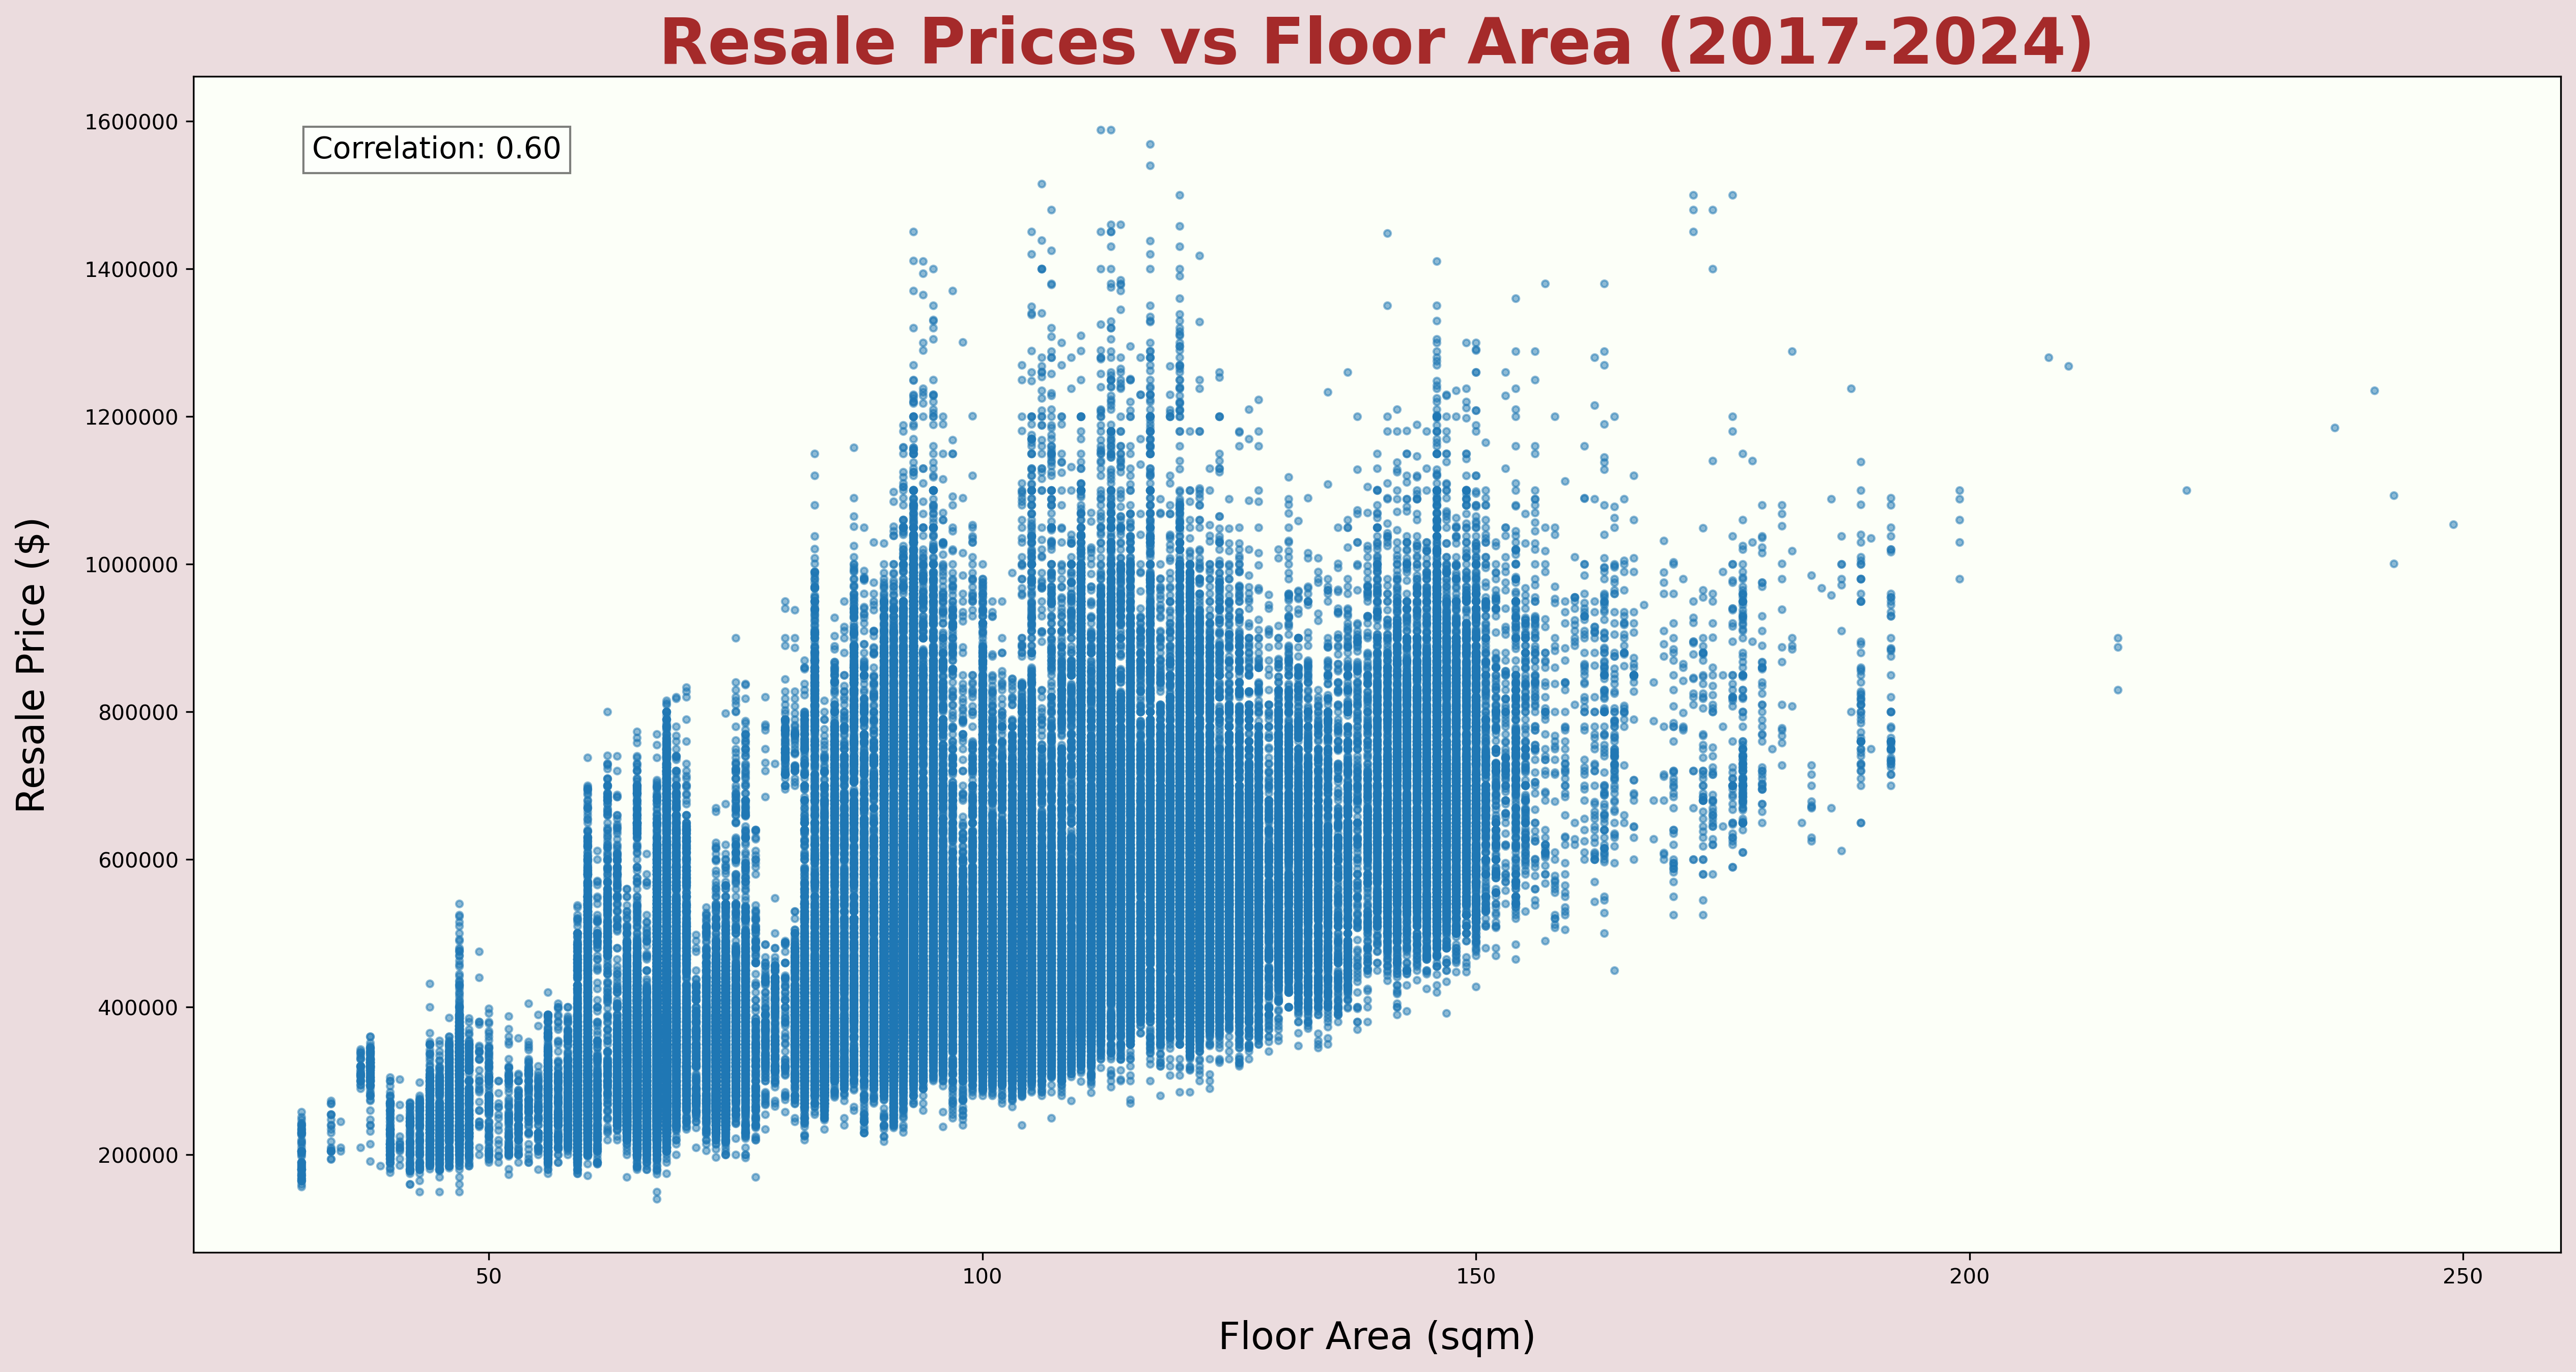 Resale Prices vs Floor Area (2017-2024)
Correlation: 0.60
Resale Price ($)
1600000
1400000
1200000
1000000
800000
600000
400000
200000
50 100 150 200 250
Floor Area (sqm)